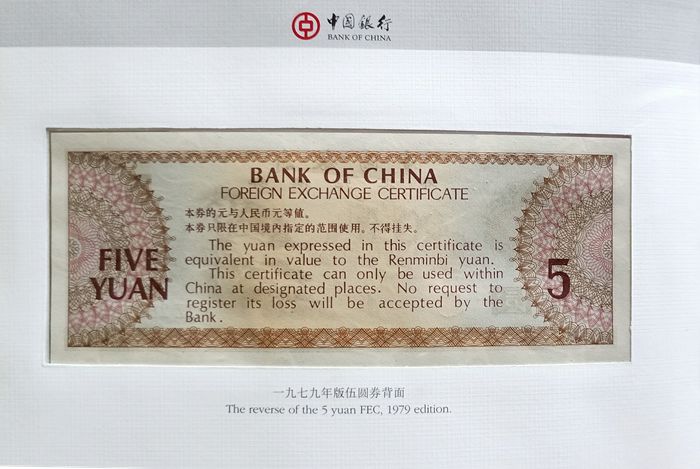 中国银行
BANK OF CHINA
BANK OF CHINA
FOREIGN EXCHANGE CERTIFICATE
本券的元与人民币元等值。
本券只限在中国境内指定的范围使用。不得挂失。
The yuan expressed in this certificate is
equivalent in value to the Renminbi yuan.
This certificate can only be used within
China at designated places. No request to
register its loss will be accepted by the
Bank.
FIVE
YUAN
5
一九七九年版伍圆券背面
The reverse of the 5 yuan FEC, 1979 edition.